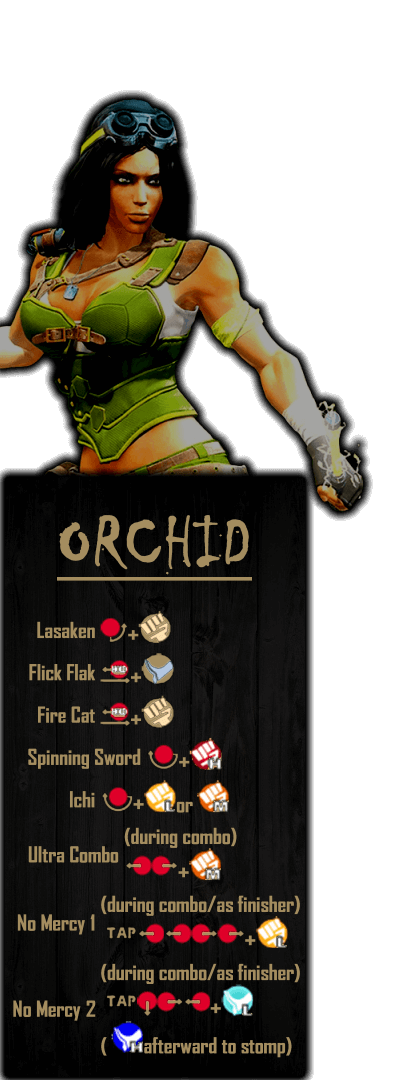 ORCHID
Lasaken +
Flick Flak +
Fire Cat +
Spinning Sword + H
Ichi + L or M
(during combo)
Ultra Combo + M
(during combo/as finisher)
No Mercy 1 TAP + L
(during combo/as finisher)
No Mercy 2 TAP + L
( H afterward to stomp)